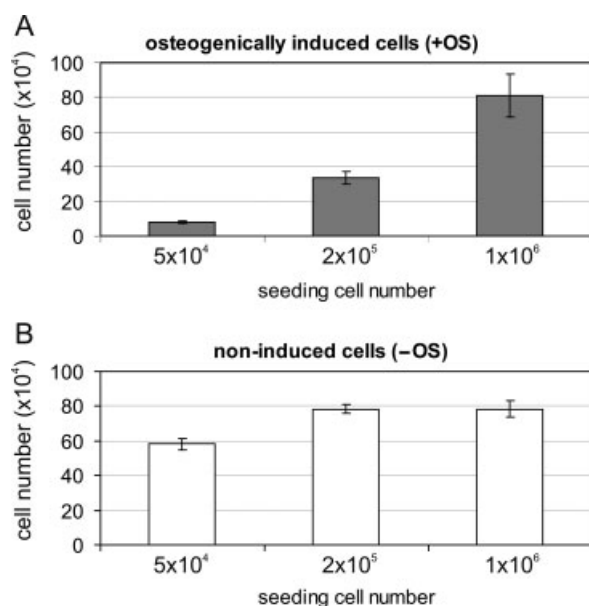 A
osteogenically induced cells (+OS)
cell number (x10⁴)
100
80
60
40
20
0
5x10⁴ 2x10⁵ 1x10⁶
seeding cell number
B
non-induced cells (–OS)
cell number (x10⁴)
100
80
60
40
20
0
5x10⁴ 2x10⁵ 1x10⁶
seeding cell number